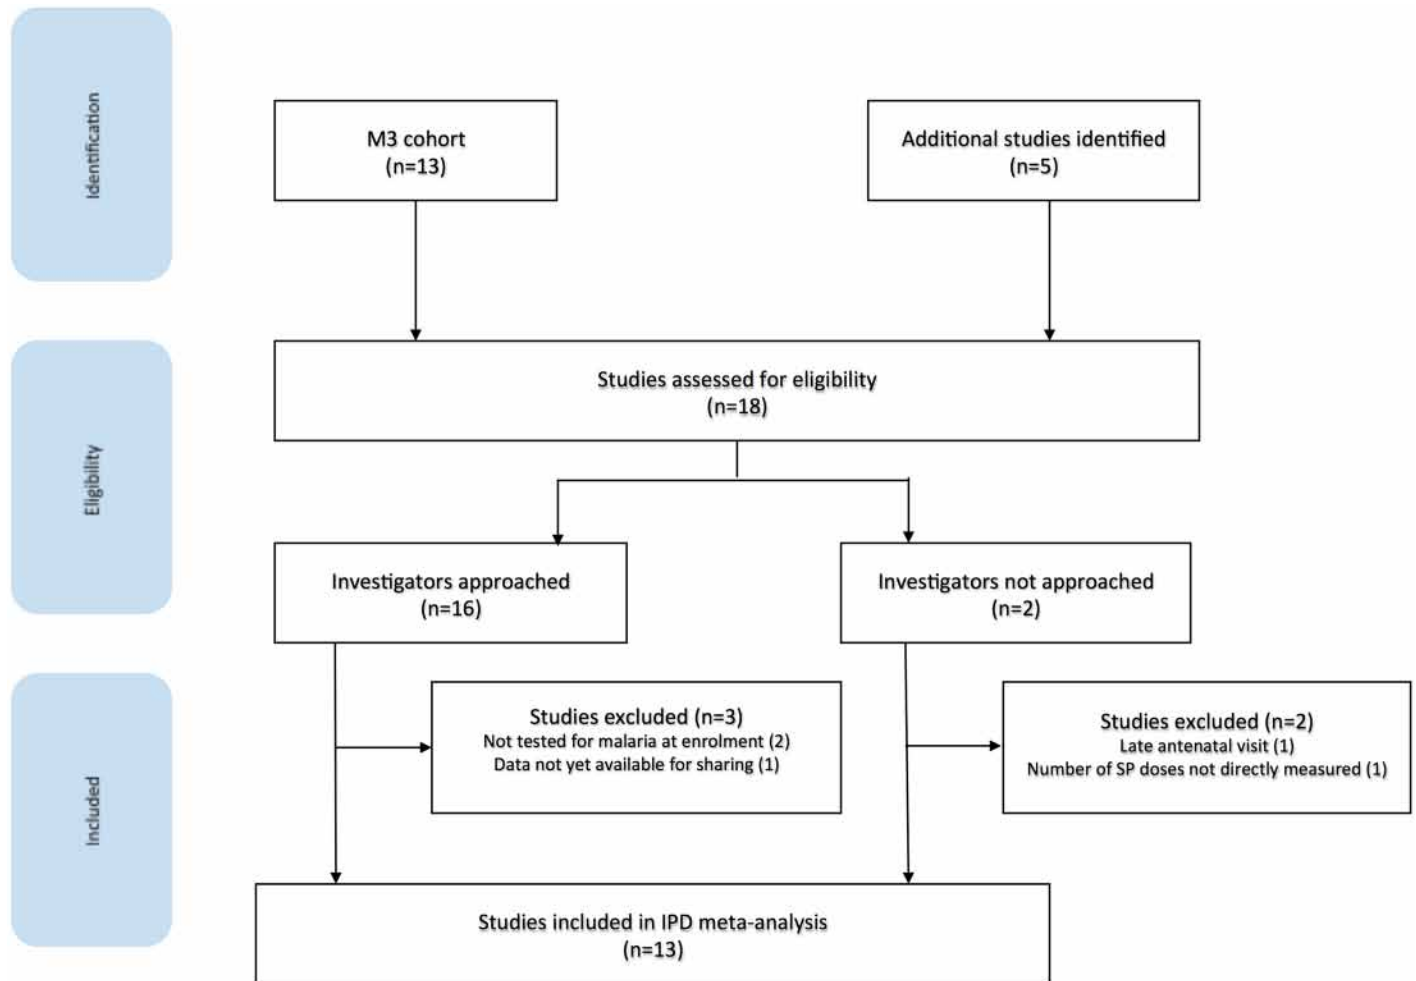 Identification
M3 cohort
(n=13)
Additional studies identified
(n=5)
Eligibility
Studies assessed for eligibility
(n=18)
Investigators approached
(n=16)
Investigators not approached
(n=2)
Included
Studies excluded (n=3)
Not tested for malaria at enrolment (2)
Data not yet available for sharing (1)
Studies excluded (n=2)
Late antenatal visit (1)
Number of SP doses not directly measured (1)
Studies included in IPD meta-analysis
(n=13)